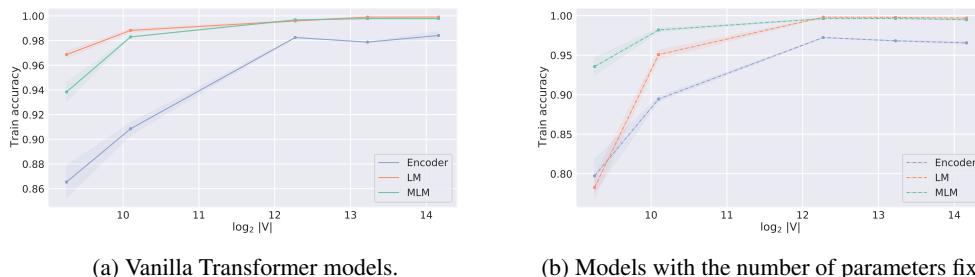 1.00
0.98
0.96
0.94
0.92
0.90
0.88
0.86
Train accuracy
10 11 12 13 14
log₂ |V|
Encoder
LM
MLM
(a) Vanilla Transformer models.
1.00
0.95
0.90
0.85
0.80
Train accuracy
10 11 12 13 14
log₂ |V|
Encoder
LM
MLM
(b) Models with the number of parameters fix